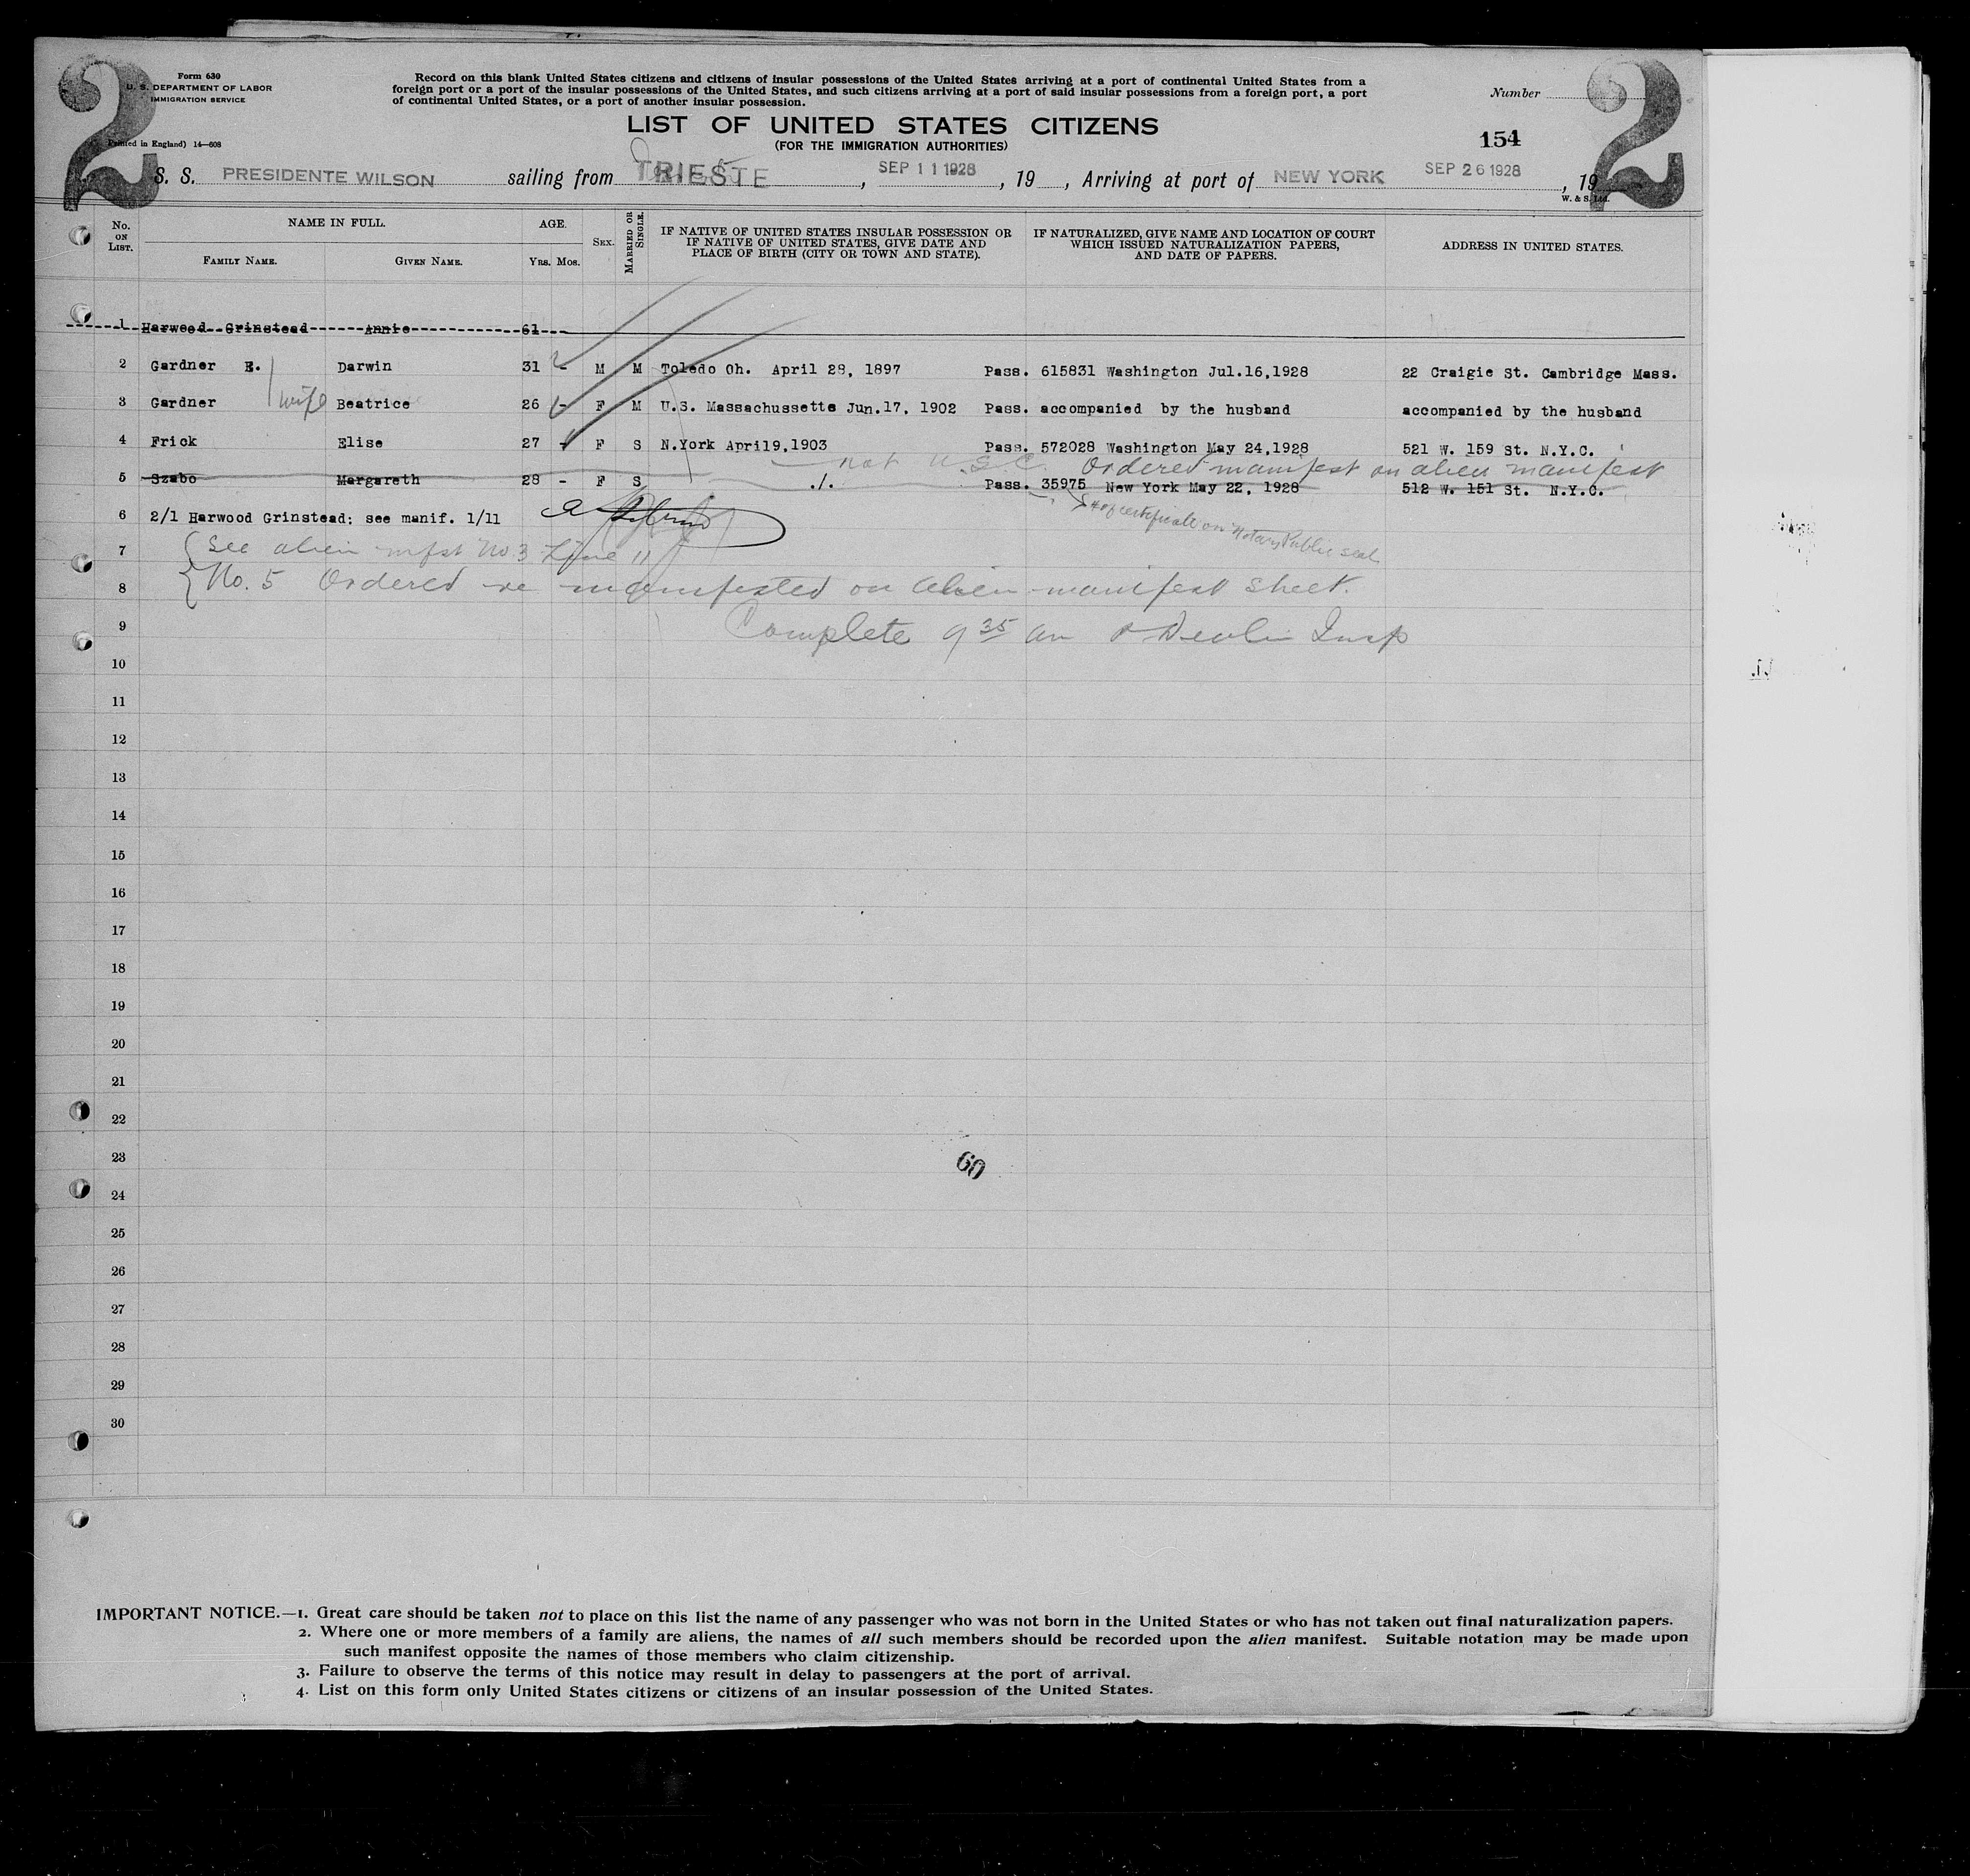 2
2
Form 630
U. S. DEPARTMENT OF LABOR
IMMIGRATION SERVICE
Printed in England) 14—608
Record on this blank United States citizens and citizens of insular possessions of the United States arriving at a port of continental United States from a
foreign port or a port of the insular possessions of the United States, and such citizens arriving at a port of said insular possessions from a foreign port, a port
of continental United States, or a port of another insular possession.
Number
LIST OF UNITED STATES CITIZENS
(FOR THE IMMIGRATION AUTHORITIES)
154
S. S. PRESIDENTE WILSON sailing from TRIESTE, SEP 11 1928, 19 , Arriving at port of NEW YORK SEP 26 1928, 19
W. & S. Ltd.
No. ON LIST. NAME IN FULL. AGE. SEX. MARRIED OR SINGLE. IF NATIVE OF UNITED STATES INSULAR POSSESSION OR IF NATIVE OF UNITED STATES, GIVE DATE AND PLACE OF BIRTH (CITY OR TOWN AND STATE). IF NATURALIZED, GIVE NAME AND LOCATION OF COURT WHICH ISSUED NATURALIZATION PAPERS, AND DATE OF PAPERS. ADDRESS IN UNITED STATES.
FAMILY NAME. GIVEN NAME. YRS. MOS.
1 Harwood Grinstead Annie 61
2 Gardner E. Darwin 31 - M M Toledo Oh. April 28, 1897 Pass. 615831 Washington Jul.16,1928 22 Craigie St. Cambridge Mass.
3 Gardner wife Beatrice 26 - F M U.S. Massachussetts Jun.17, 1902 Pass. accompanied by the husband accompanied by the husband
4 Frick Elise 27 - F S N.York April9,1903 Pass. 572028 Washington May 24,1928 521 W. 159 St. N.Y.C.
not U.S.C. Ordered manifest on alien manifest
5 Szabo Margareth 28 - F S ./. Pass. 35975 New York May 22, 1928 512 W. 151 St. N.Y.C.
of certificate on Notary Public seal
6 2/1 Harwood Grinstead; see manif. 1/11
7 See alien mfst No. 3 Line 11
8 No. 5 Ordered re manifested on alien manifest sheet.
9 Complete 9 35 am Insp
10
11
12
13
14
15
16
17
18
19
20
21
22
23
60
24
25
26
27
28
29
30
IMPORTANT NOTICE.—1. Great care should be taken not to place on this list the name of any passenger who was not born in the United States or who has not taken out final naturalization papers.
2. Where one or more members of a family are aliens, the names of all such members should be recorded upon the alien manifest. Suitable notation may be made upon
such manifest opposite the names of those members who claim citizenship.
3. Failure to observe the terms of this notice may result in delay to passengers at the port of arrival.
4. List on this form only United States citizens or citizens of an insular possession of the United States.